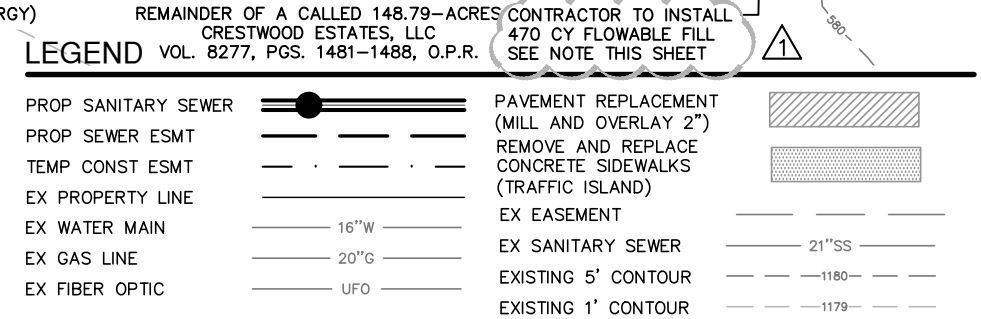 RGY)
REMAINDER OF A CALLED 148.79-ACRES
CRESTWOOD ESTATES, LLC
VOL. 8277, PGS. 1481-1488, O.P.R.
CONTRACTOR TO INSTALL
470 CY FLOWABLE FILL
SEE NOTE THIS SHEET
1
580
LEGEND
PROP SANITARY SEWER
PROP SEWER ESMT
TEMP CONST ESMT
EX PROPERTY LINE
EX WATER MAIN 16"W
EX GAS LINE 20"G
EX FIBER OPTIC UFO
PAVEMENT REPLACEMENT
(MILL AND OVERLAY 2")
REMOVE AND REPLACE
CONCRETE SIDEWALKS
(TRAFFIC ISLAND)
EX EASEMENT
EX SANITARY SEWER 21"SS
EXISTING 5' CONTOUR 1180
EXISTING 1' CONTOUR 1179